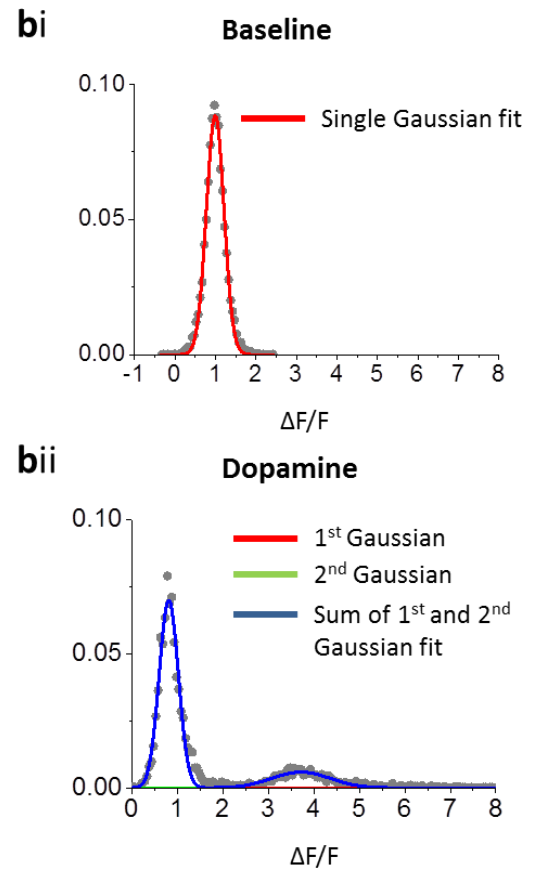 bi
Baseline
0.10
Single Gaussian fit
0.05
0.00
-1 0 1 2 3 4 5 6 7 8
ΔF/F
bii
Dopamine
0.10
1st Gaussian
2nd Gaussian
Sum of 1st and 2nd
Gaussian fit
0.05
0.00
0 1 2 3 4 5 6 7 8
ΔF/F